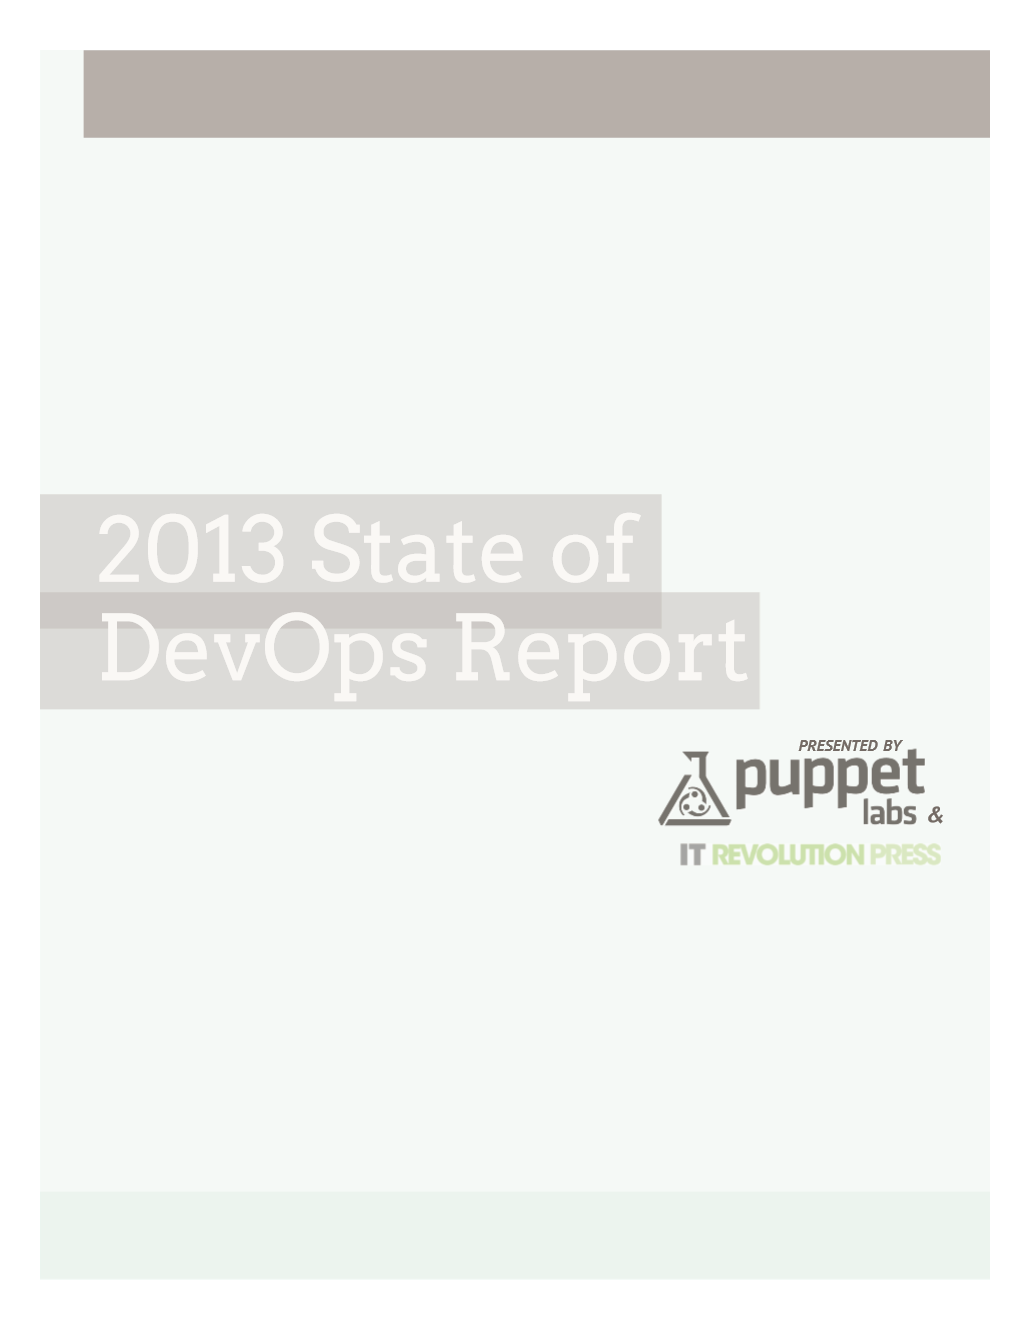 2013 State of
DevOps Report
PRESENTED BY
puppet
labs &
IT REVOLUTION PRESS